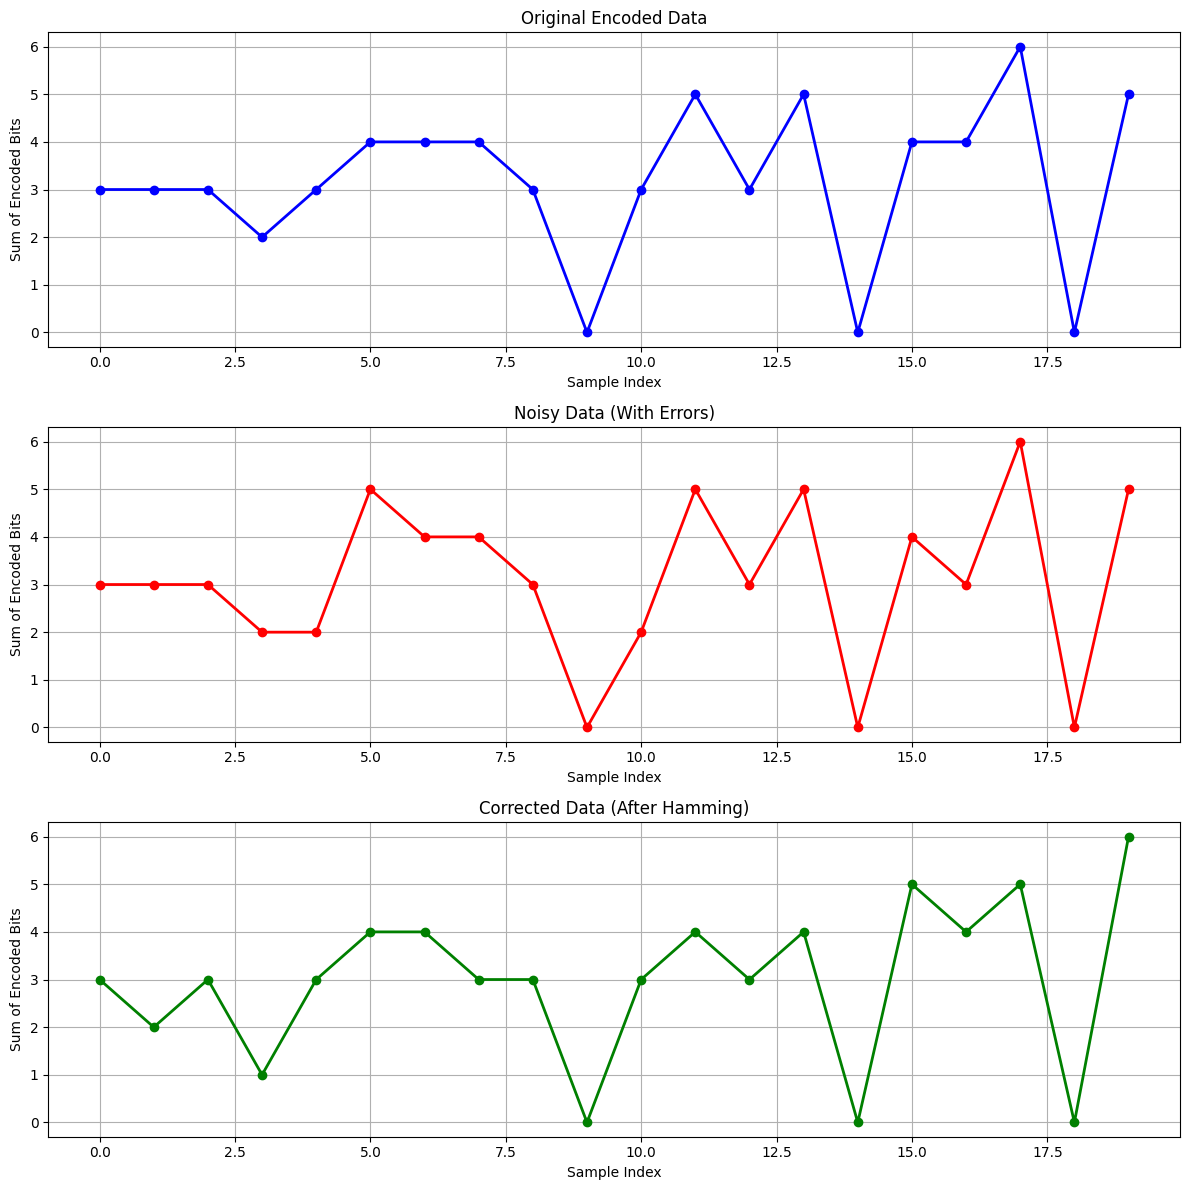 Original Encoded Data
Sum of Encoded Bits
6
5
4
3
2
1
0
0.0 2.5 5.0 7.5 10.0 12.5 15.0 17.5
Sample Index
Noisy Data (With Errors)
Sum of Encoded Bits
6
5
4
3
2
1
0
0.0 2.5 5.0 7.5 10.0 12.5 15.0 17.5
Sample Index
Corrected Data (After Hamming)
Sum of Encoded Bits
6
5
4
3
2
1
0
0.0 2.5 5.0 7.5 10.0 12.5 15.0 17.5
Sample Index